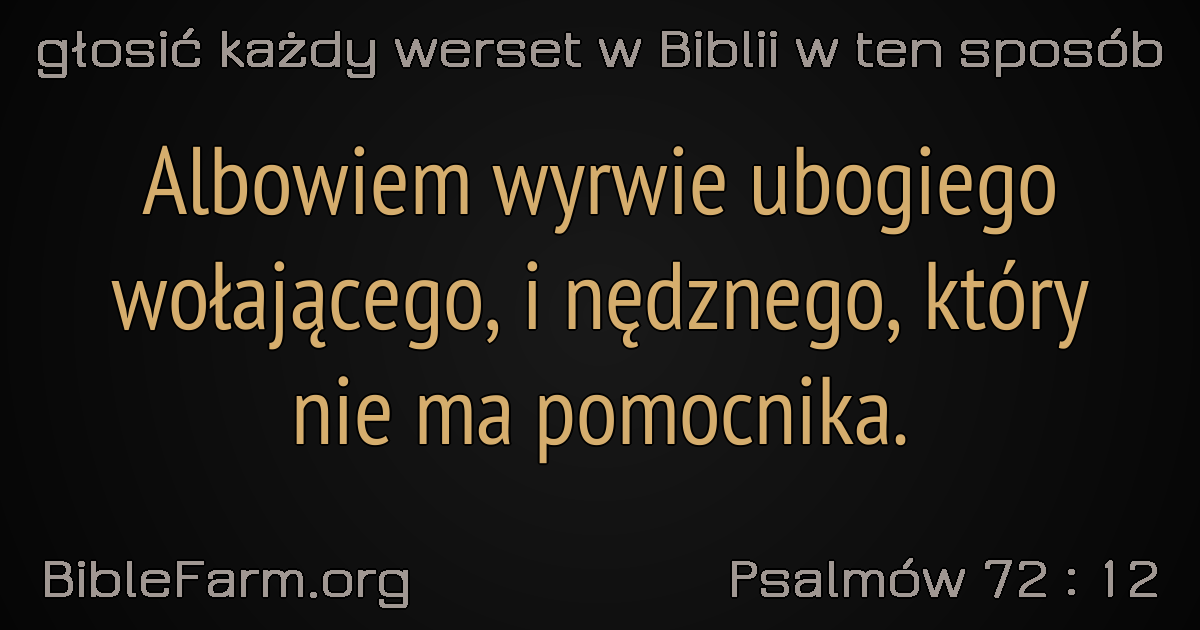 głosić każdy werset w Biblii w ten sposób
Albowiem wyrwie ubogiego
wołającego, i nędznego, który
nie ma pomocnika.
BibleFarm.org
Psalmów 72 : 12